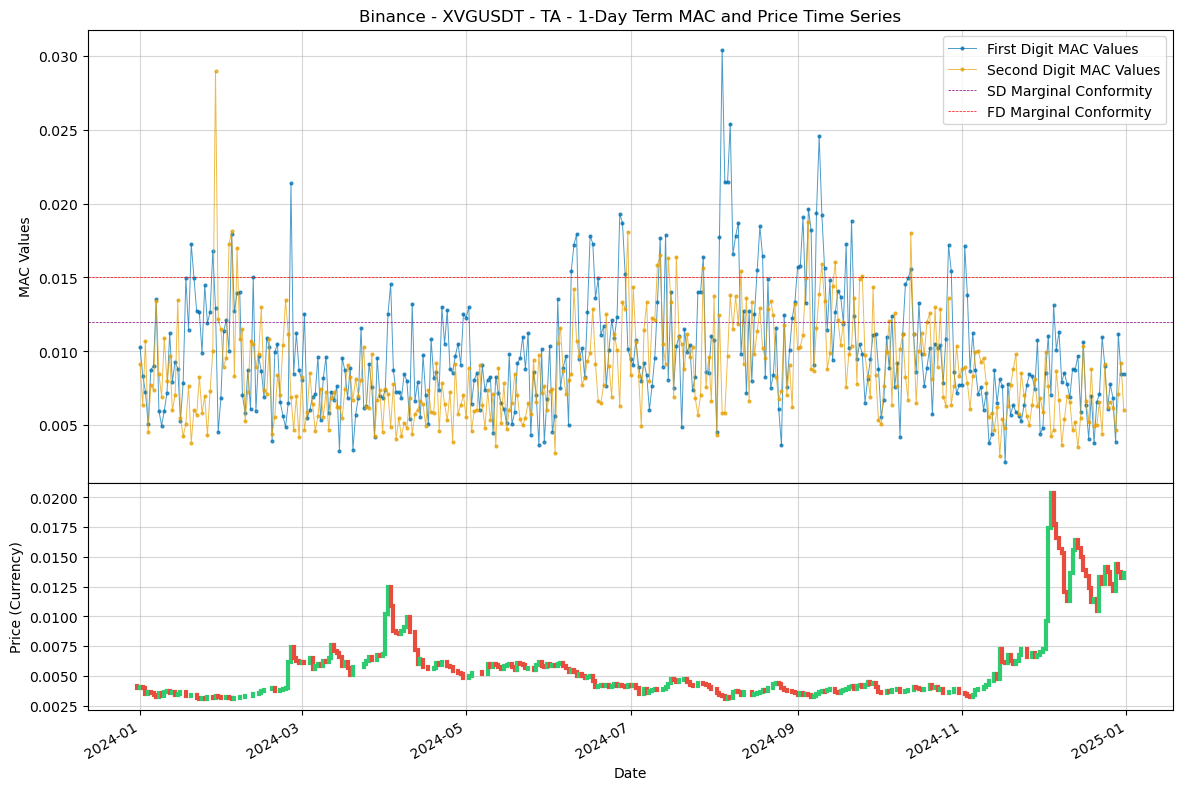 Binance - XVGUSDT - TA - 1-Day Term MAC and Price Time Series
First Digit MAC Values
Second Digit MAC Values
SD Marginal Conformity
FD Marginal Conformity
MAC Values
0.030
0.025
0.020
0.015
0.010
0.005
Price (Currency)
0.0200
0.0175
0.0150
0.0125
0.0100
0.0075
0.0050
0.0025
2024-01
2024-03
2024-05
2024-07
2024-09
2024-11
2025-01
Date